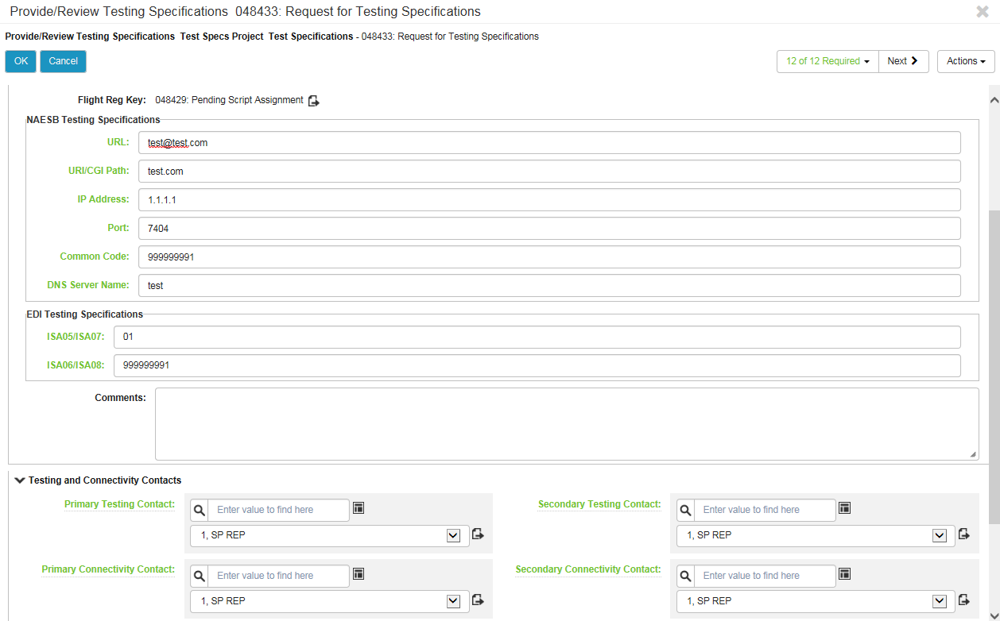 Provide/Review Testing Specifications 048433: Request for Testing Specifications
Provide/Review Testing Specifications Test Specs Project Test Specifications - 048433: Request for Testing Specifications
OK Cancel 12 of 12 Required Next Actions
Flight Reg Key: 048429: Pending Script Assignment
NAESB Testing Specifications
URL: test@test.com
URI/CGI Path: test.com
IP Address: 1.1.1.1
Port: 7404
Common Code: 999999991
DNS Server Name: test
EDI Testing Specifications
ISA05/ISA07: 01
ISA06/ISA08: 999999991
Comments:
Testing and Connectivity Contacts
Primary Testing Contact: Enter value to find here Secondary Testing Contact: Enter value to find here
1, SP REP 1, SP REP
Primary Connectivity Contact: Enter value to find here Secondary Connectivity Contact: Enter value to find here
1, SP REP 1, SP REP